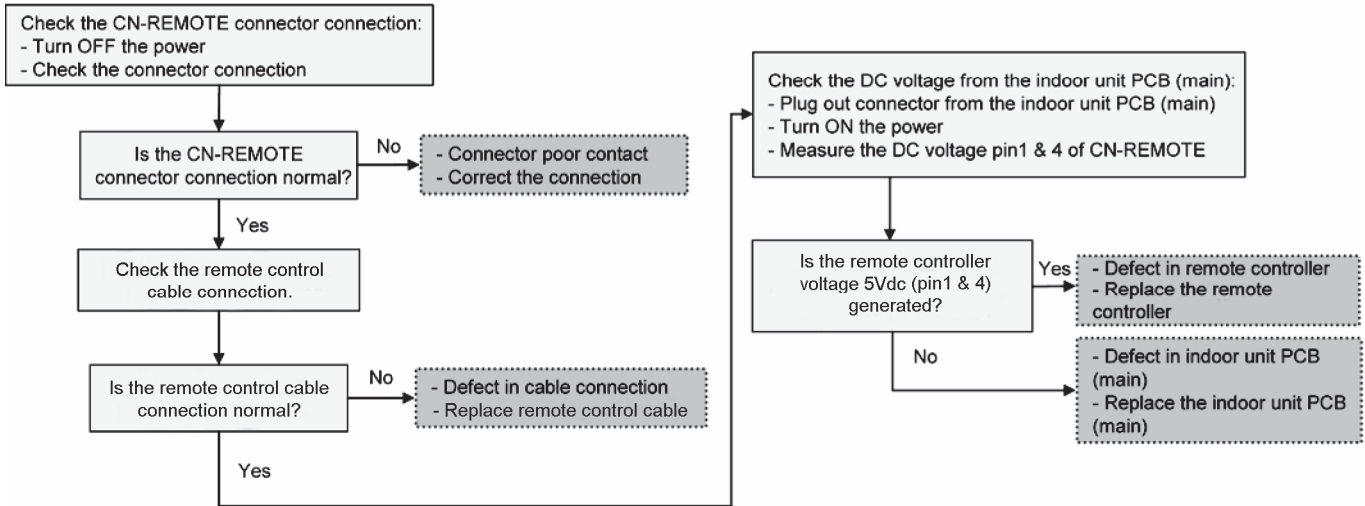 Check the CN-REMOTE connector connection:
- Turn OFF the power
- Check the connector connection
Is the CN-REMOTE
connector connection normal?
No
- Connector poor contact
- Correct the connection
Yes
Check the remote control
cable connection.
Is the remote control cable
connection normal?
No
- Defect in cable connection
- Replace remote control cable
Yes
Check the DC voltage from the indoor unit PCB (main):
- Plug out connector from the indoor unit PCB (main)
- Turn ON the power
- Measure the DC voltage pin1 & 4 of CN-REMOTE
Is the remote controller
voltage 5Vdc (pin1 & 4)
generated?
Yes
- Defect in remote controller
- Replace the remote
controller
No
- Defect in indoor unit PCB
(main)
- Replace the indoor unit PCB
(main)